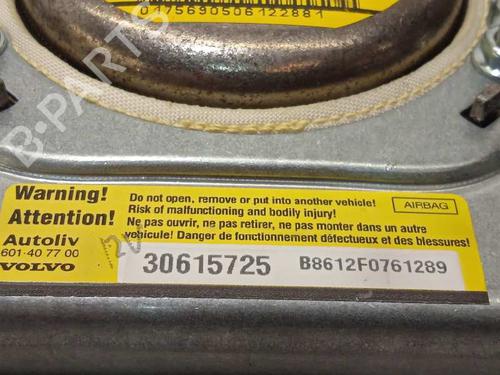 0175690506122881
Warning!
Attention!
Autoliv
601 40 77 00
VOLVO
Do not open, remove or put into another vehicle!
Risk of malfunctioning and bodily injury!
Ne pas ouvrir, ne pas retirer, ne pas monter dans un autre
vehicule! Danger de fonctionnement défectueux et des blessures!
AIRBAG
30615725
B8612F0761289
B-PARTS